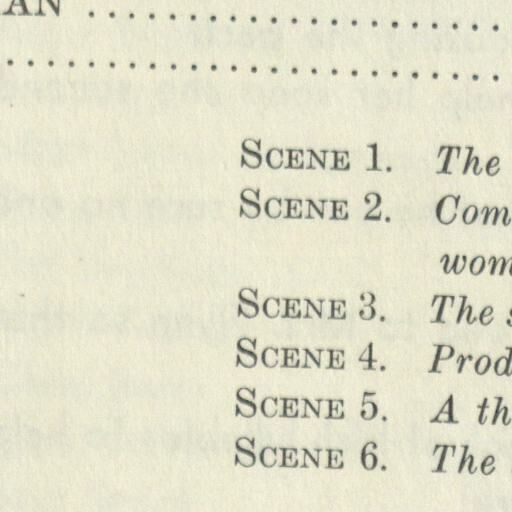 AN ..............................
..............................
SCENE 1. The
SCENE 2. Com
wom
SCENE 3. The s
SCENE 4. Prod
SCENE 5. A th
SCENE 6. The